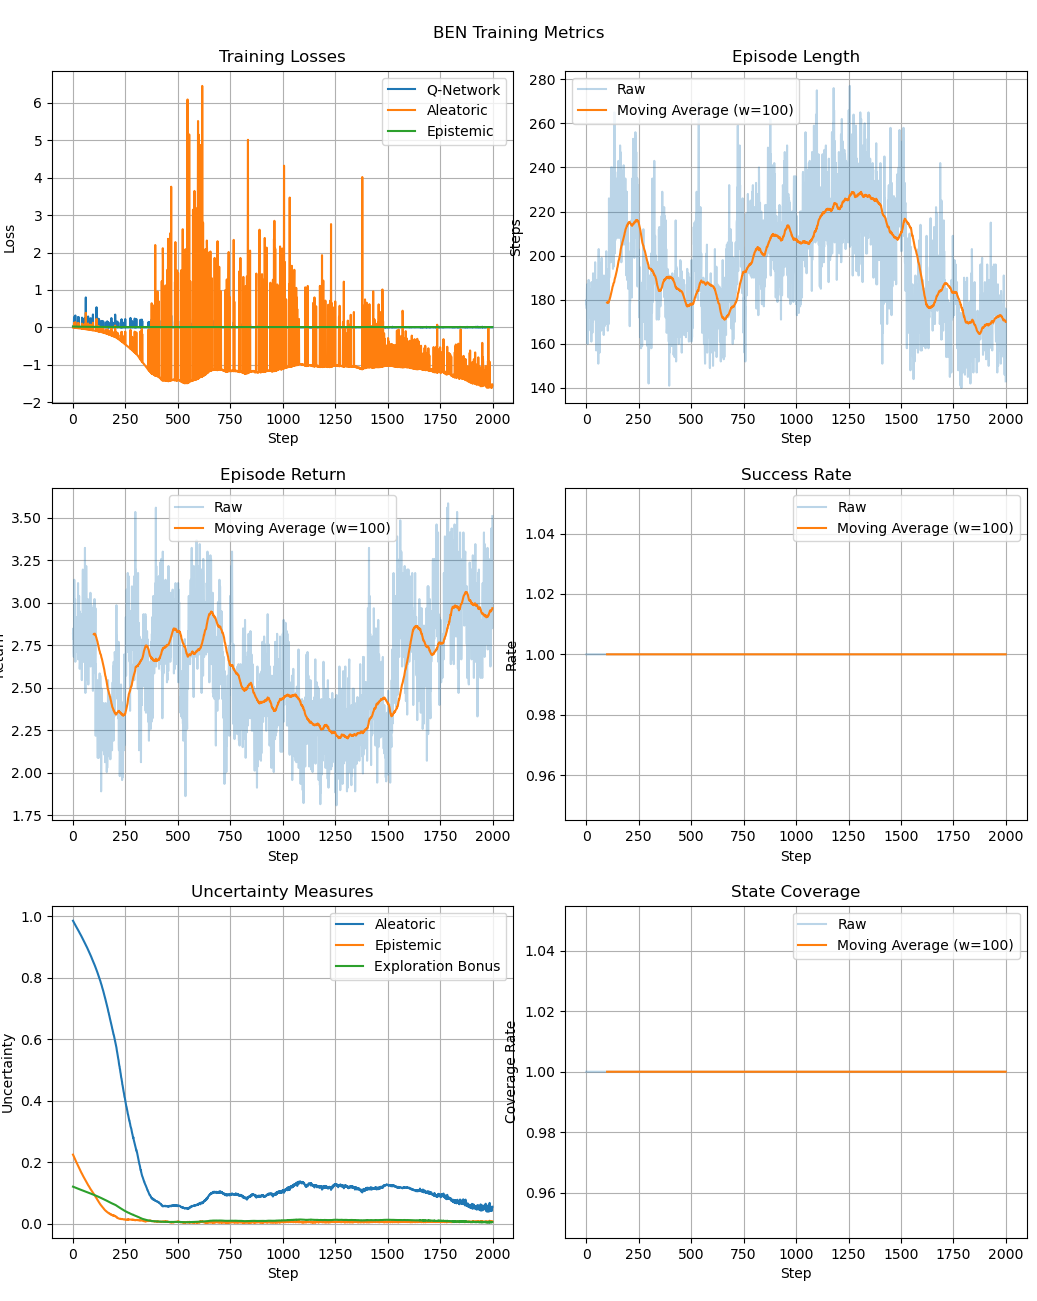 BEN Training Metrics
Training Losses
Q-Network
Aleatoric
Epistemic
6
5
4
3
2
1
0
−1
−2
Loss
0 250 500 750 1000 1250 1500 1750 2000
Step
Episode Length
Raw
Moving Average (w=100)
280
260
240
220
200
180
160
140
Steps
0 250 500 750 1000 1250 1500 1750 2000
Step
Episode Return
Raw
Moving Average (w=100)
3.50
3.25
3.00
2.75
2.50
2.25
2.00
1.75
Return
0 250 500 750 1000 1250 1500 1750 2000
Step
Success Rate
Raw
Moving Average (w=100)
1.04
1.02
1.00
0.98
0.96
Rate
0 250 500 750 1000 1250 1500 1750 2000
Step
Uncertainty Measures
Aleatoric
Epistemic
Exploration Bonus
1.0
0.8
0.6
0.4
0.2
0.0
Uncertainty
0 250 500 750 1000 1250 1500 1750 2000
Step
State Coverage
Raw
Moving Average (w=100)
1.04
1.02
1.00
0.98
0.96
Coverage Rate
0 250 500 750 1000 1250 1500 1750 2000
Step